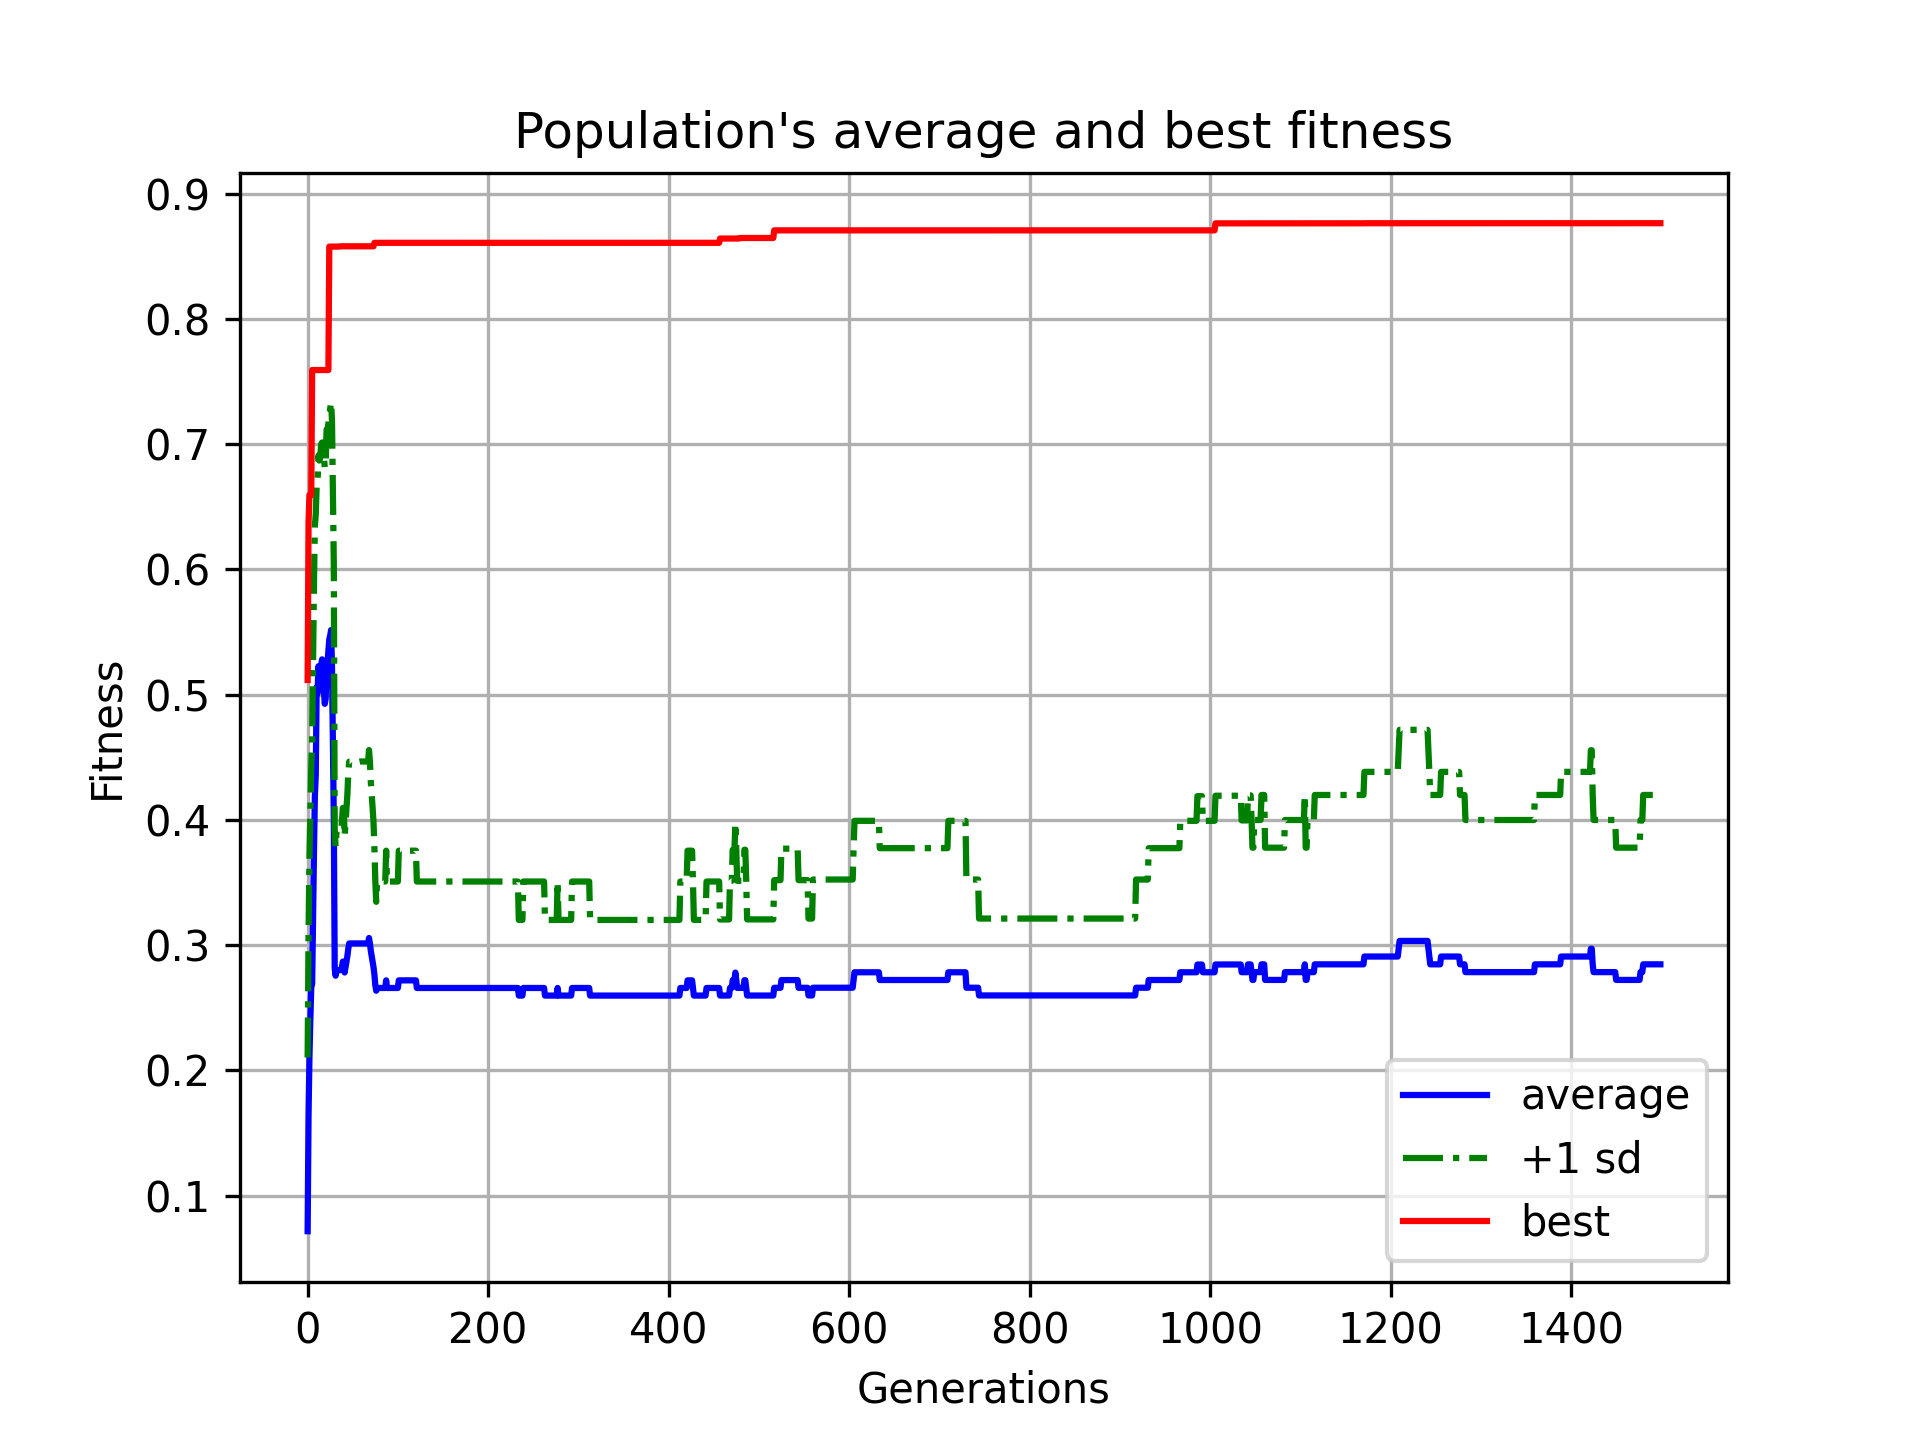 Population's average and best fitness
0.9
0.8
0.7
0.6
0.5
0.4
0.3
0.2
0.1
Fitness
0 200 400 600 800 1000 1200 1400
Generations
average
+1 sd
best